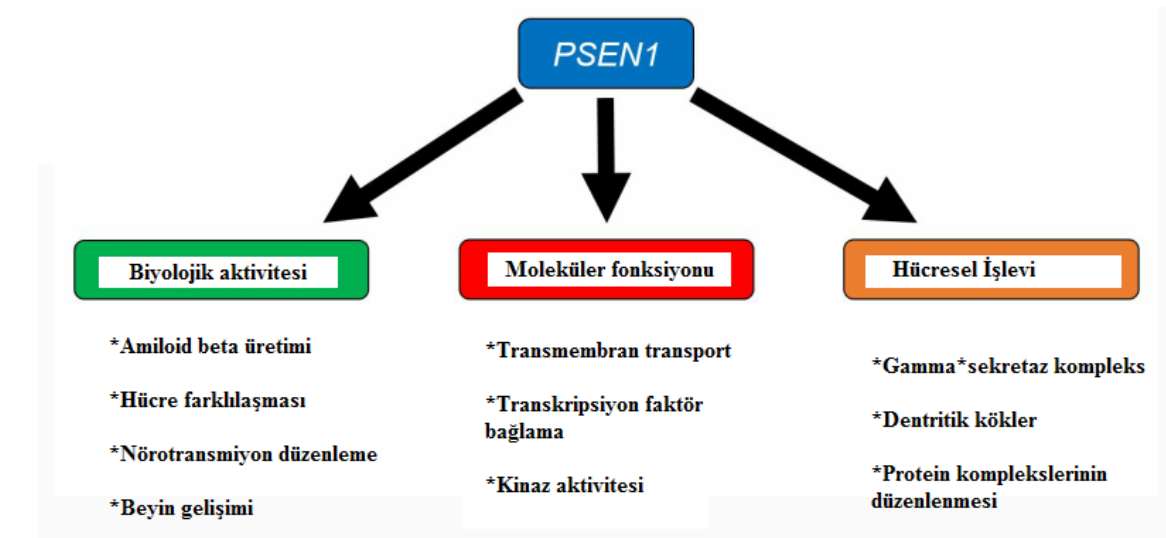 PSEN1
Biyolojik aktivitesi
*Amiloid beta üretimi
*Hücre farklılaşması
*Nörotransmiyon düzenleme
*Beyin gelişimi
Moleküler fonksiyonu
*Transmembran transport
*Transkripsiyon faktör
bağlama
*Kinaz aktivitesi
Hücresel İşlevi
*Gamma*sekretaz kompleks
*Dentritik kökler
*Protein komplekslerinin
düzenlenmesi